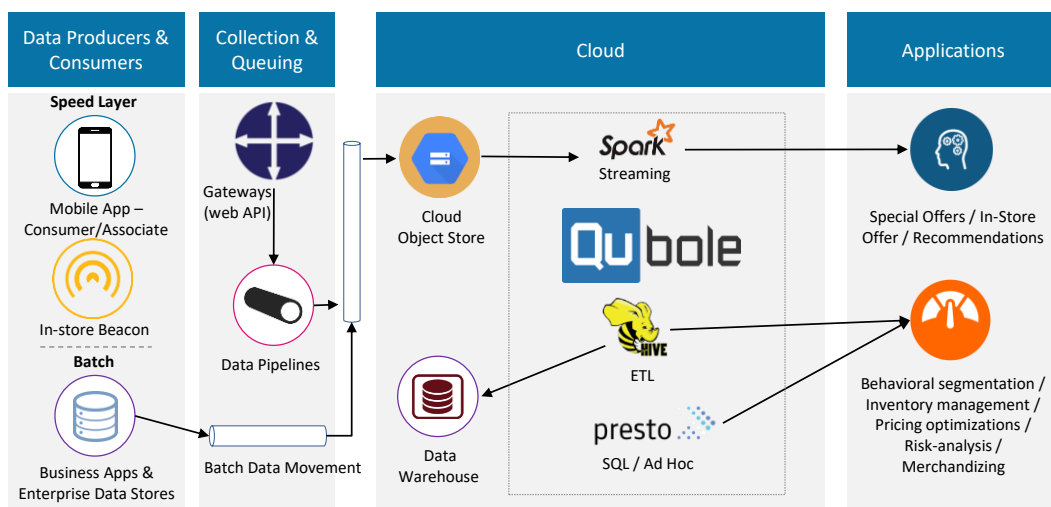 Data Producers &
Consumers
Collection &
Queuing
Cloud
Applications
Speed Layer
Mobile App –
Consumer/Associate
In-store Beacon
Batch
Business Apps &
Enterprise Data Stores
Gateways
(web API)
Data Pipelines
Batch Data Movement
Cloud
Object Store
Data
Warehouse
Spark
Streaming
Qubole
HIVE
ETL
presto
SQL / Ad Hoc
Special Offers / In-Store
Offer / Recommendations
Behavioral segmentation /
Inventory management /
Pricing optimizations /
Risk-analysis /
Merchandizing